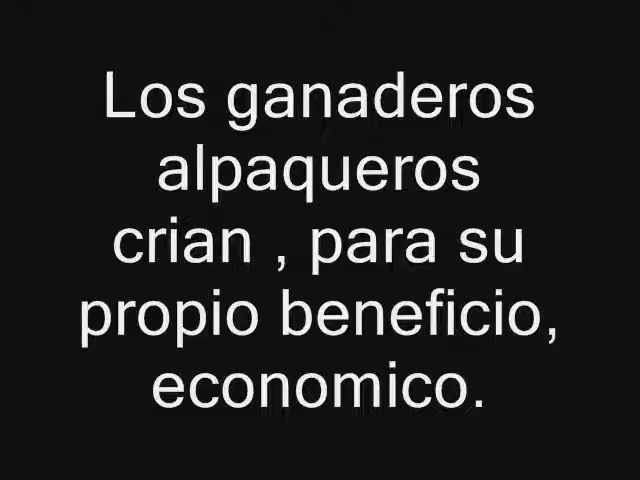 Los ganaderos
alpaqueros
crian , para su
propio beneficio,
economico.